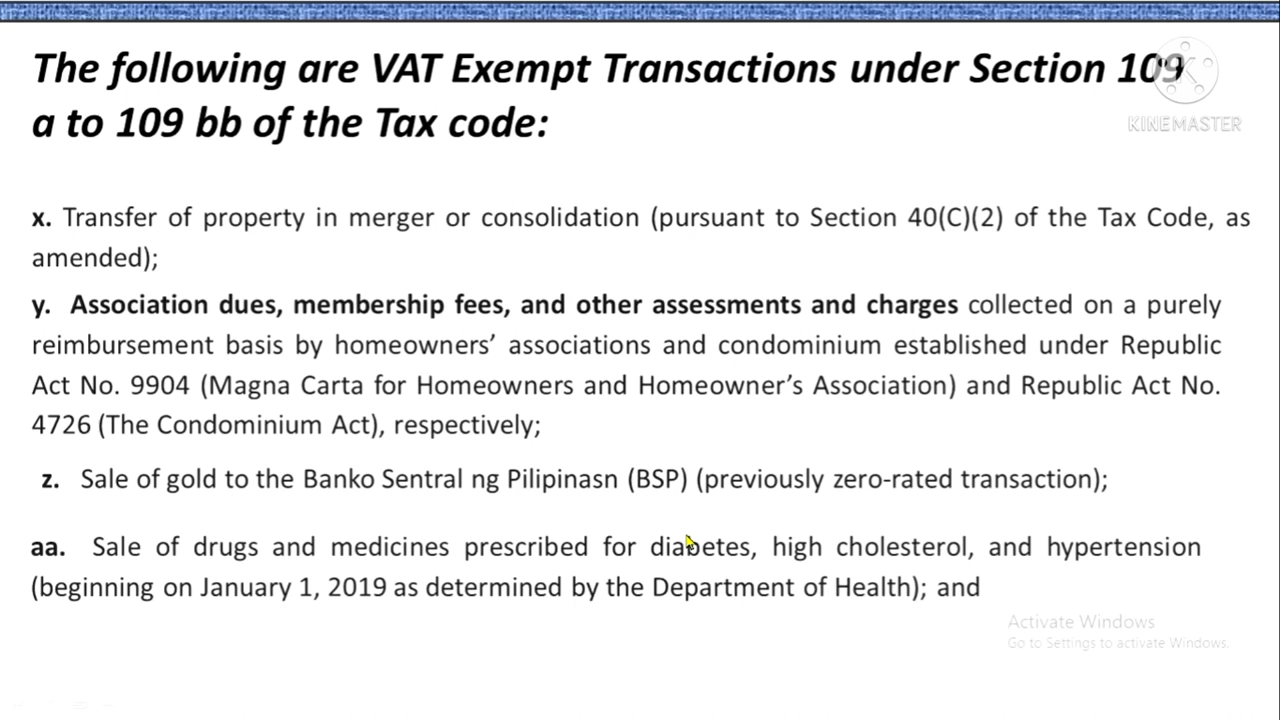 The following are VAT Exempt Transactions under Section 109
a to 109 bb of the Tax code:
KINEMASTER
x. Transfer of property in merger or consolidation (pursuant to Section 40(C)(2) of the Tax Code, as
amended);
y. Association dues, membership fees, and other assessments and charges collected on a purely
reimbursement basis by homeowners’ associations and condominium established under Republic
Act No. 9904 (Magna Carta for Homeowners and Homeowner’s Association) and Republic Act No.
4726 (The Condominium Act), respectively;
z. Sale of gold to the Banko Sentral ng Pilipinasn (BSP) (previously zero-rated transaction);
aa. Sale of drugs and medicines prescribed for diabetes, high cholesterol, and hypertension
(beginning on January 1, 2019 as determined by the Department of Health); and
Activate Windows
Go to Settings to activate Windows.